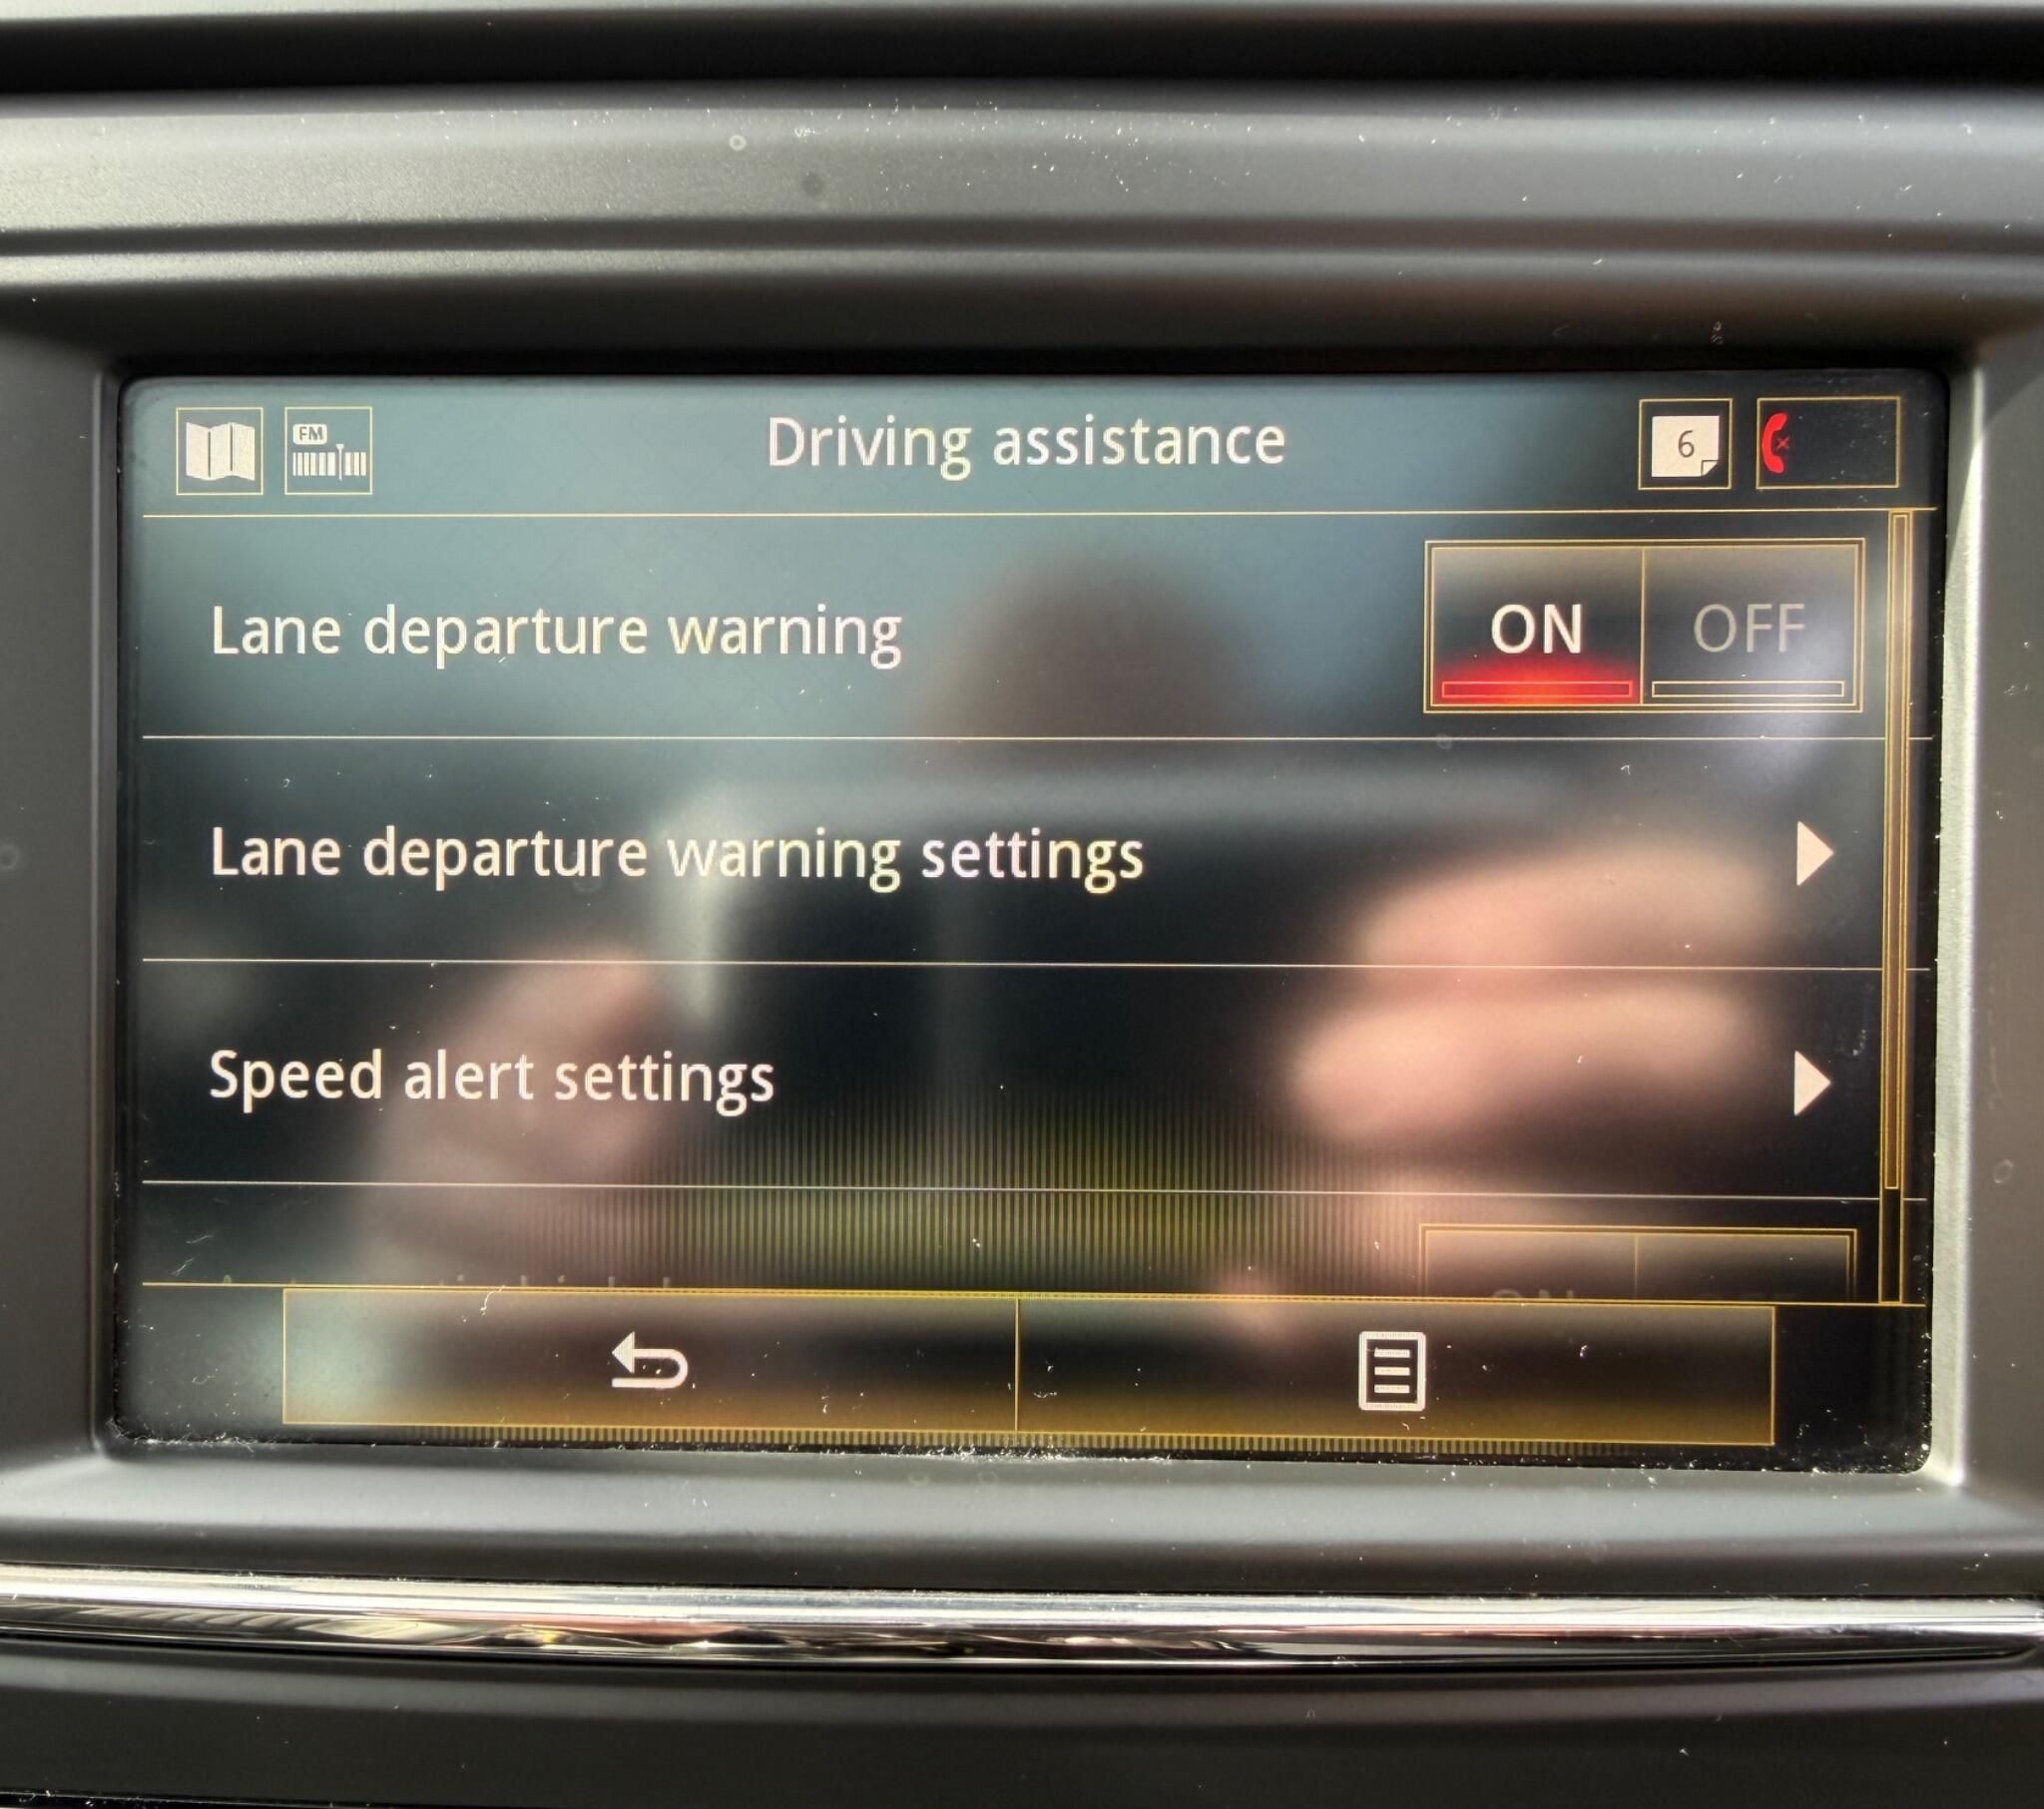 FM
Driving assistance
6
Lane departure warning
ON OFF
Lane departure warning settings
Speed alert settings